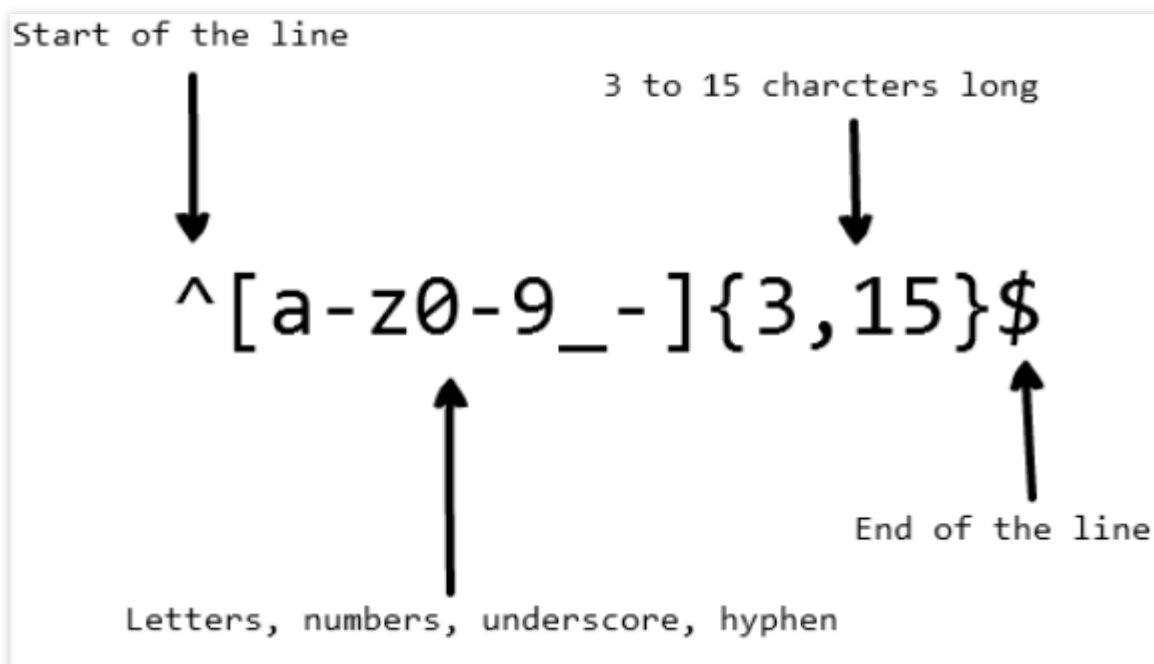 Start of the line
3 to 15 charcters long
^[a-z0-9_-]{3,15}$
End of the line
Letters, numbers, underscore, hyphen